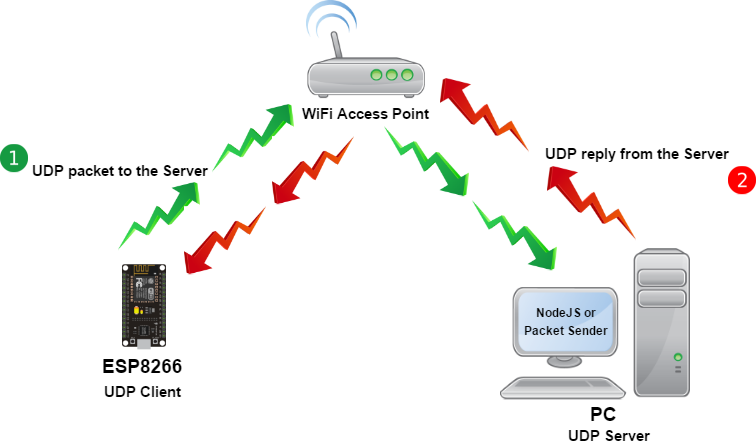 WiFi Access Point
1
UDP packet to the Server
UDP reply from the Server
2
NodeJS or
Packet Sender
ESP8266
UDP Client
PC
UDP Server